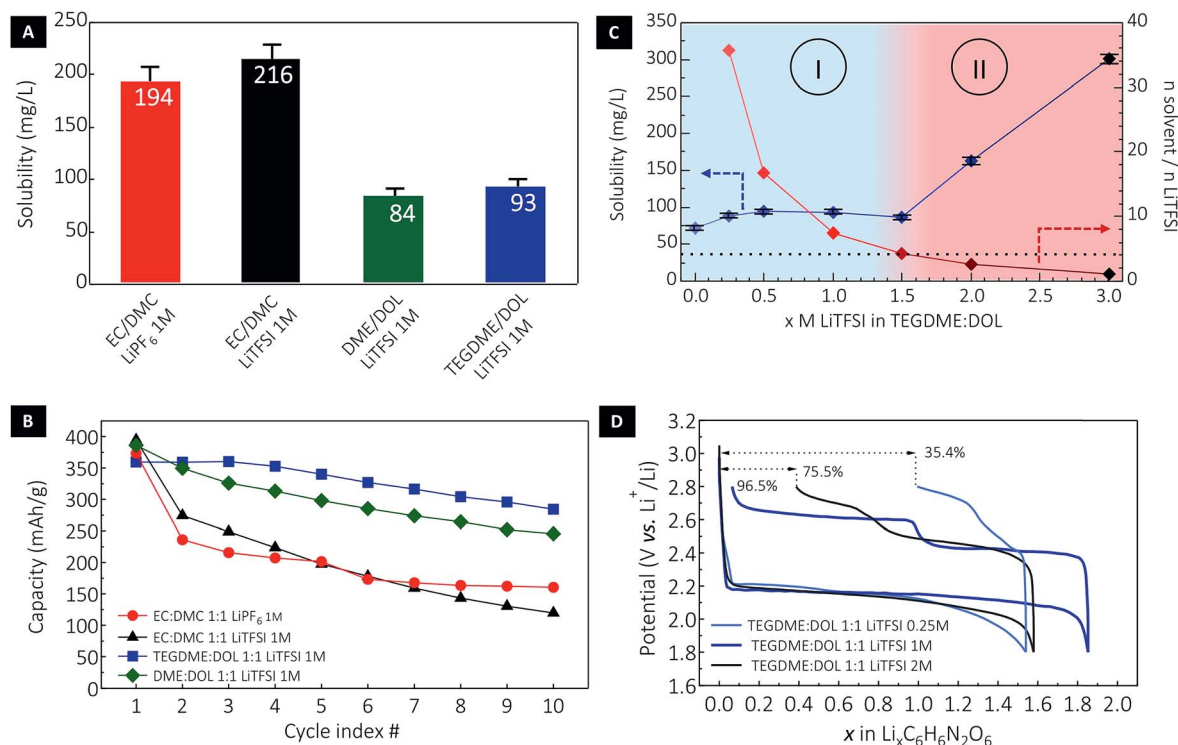 A
Solubility (mg/L)
250
200
150
100
50
0
194
216
84
93
EC/DMC
LiPF6 1M
EC/DMC
LiTFSI 1M
DME/DOL
LiTFSI 1M
TEGDME/DOL
LiTFSI 1M
C
Solubility (mg/L)
350
300
250
200
150
100
50
0
I
II
40
30
20
10
0
n solvent / n LiTFSI
0.0 0.5 1.0 1.5 2.0 2.5 3.0
x M LiTFSI in TEGDME:DOL
B
Capacity (mAh/g)
400
350
300
250
200
150
100
50
0
EC:DMC 1:1 LiPF6 1M
EC:DMC 1:1 LiTFSI 1M
TEGDME:DOL 1:1 LiTFSI 1M
DME:DOL 1:1 LiTFSI 1M
1 2 3 4 5 6 7 8 9 10
Cycle index #
D
Potential (V vs. Li+/Li)
3.2
3.0
2.8
2.6
2.4
2.2
2.0
1.8
1.6
35.4%
75.5%
96.5%
TEGDME:DOL 1:1 LiTFSI 0.25M
TEGDME:DOL 1:1 LiTFSI 1M
TEGDME:DOL 1:1 LiTFSI 2M
0.0 0.2 0.4 0.6 0.8 1.0 1.2 1.4 1.6 1.8 2.0
x in LixC6H6N2O6